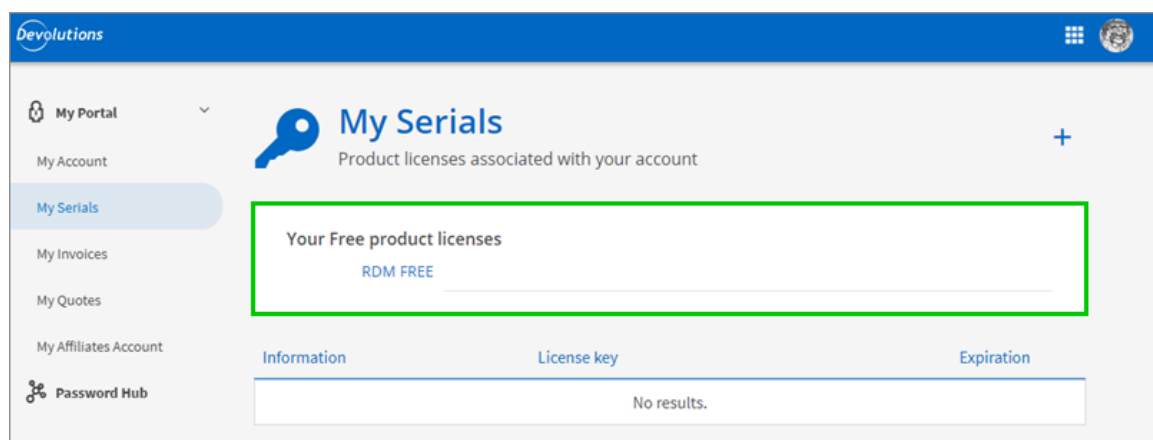 Devolutions
My Portal
My Account
My Serials
My Invoices
My Quotes
My Affiliates Account
Password Hub
My Serials
Product licenses associated with your account
Your Free product licenses
RDM FREE
Information License key Expiration
No results.